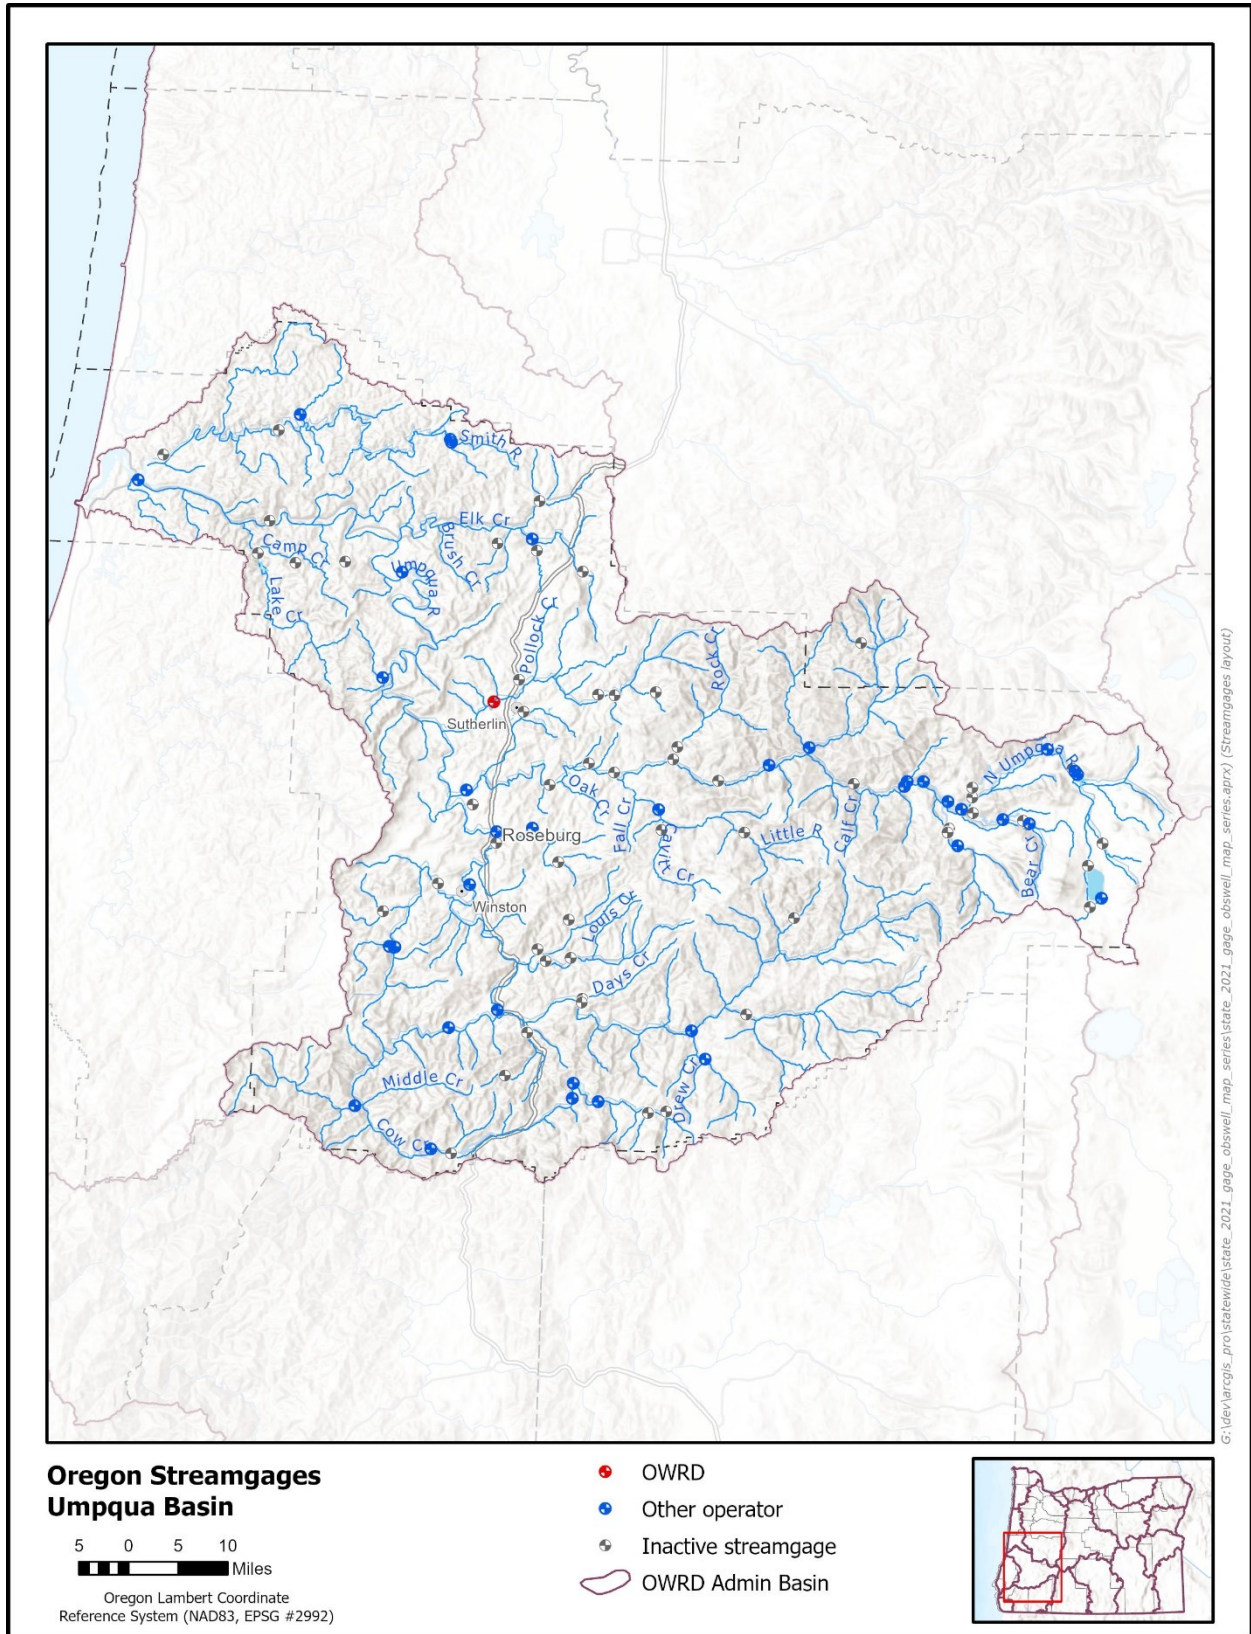 Smith R
Elk Cr
Camp Cr
Brush Cr
Umpqua R
Lake Cr
Pollock Cr
Rock Cr
Sutherlin
N Umpqua R
Oak Cr
Fall Cr
Calf Cr
Little R
Roseburg
Cavitt Cr
Bear Cr
Winston
Louis Cr
Days Cr
Middle Cr
Drew Cr
Cow Cr
G:\dev\arcgis_pro\statewide\state_2021_gage_obswell_map_series\state_2021_gage_obswell_map_series.aprx) (Streamgages layout)
Oregon Streamgages
Umpqua Basin
5 0 5 10
Miles
Oregon Lambert Coordinate
Reference System (NAD83, EPSG #2992)
OWRD
Other operator
Inactive streamgage
OWRD Admin Basin